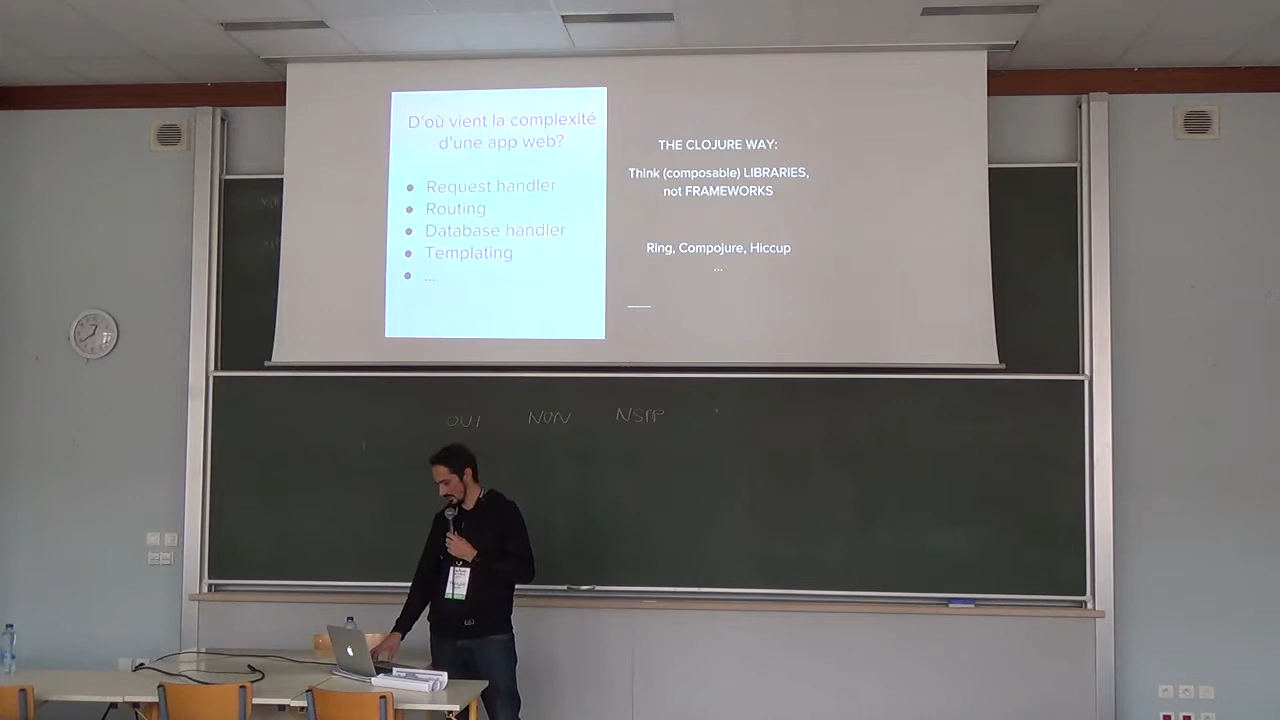 D'où vient la complexité
d'une app web?
● Request handler
● Routing
● Database handler
● Templating
● ...
THE CLOJURE WAY:
Think (composable) LIBRARIES,
not FRAMEWORKS
Ring, Compojure, Hiccup
...
OUI NON NSPP